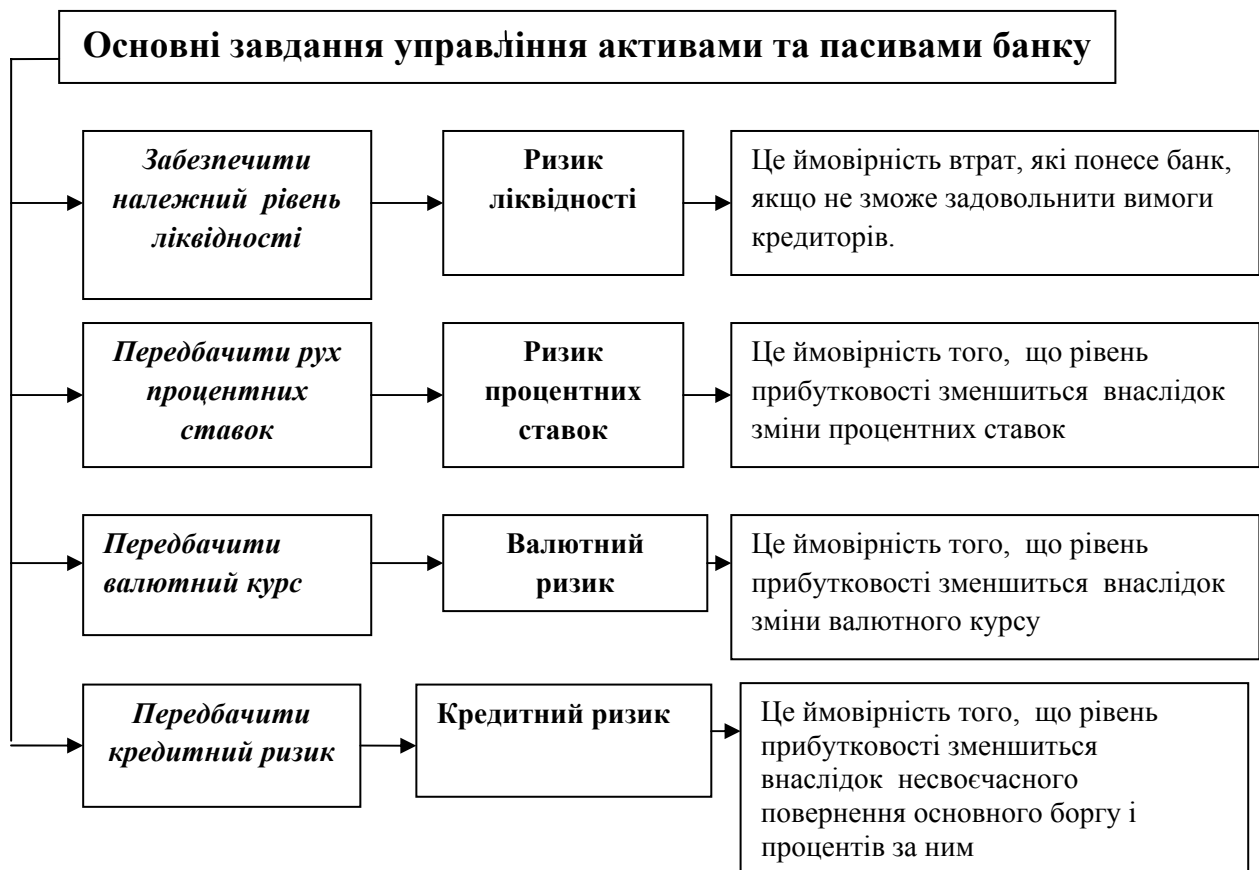 Основні завдання управління активами та пасивами банку
Забезпечити
належний рівень
ліквідності
Ризик
ліквідності
Це ймовірність втрат, які понесе банк,
якщо не зможе задовольнити вимоги
кредиторів.
Передбачити рух
процентних
ставок
Ризик
процентних
ставок
Це ймовірність того, що рівень
прибутковості зменшиться внаслідок
зміни процентних ставок
Передбачити
валютний курс
Валютний
ризик
Це ймовірність того, що рівень
прибутковості зменшиться внаслідок
зміни валютного курсу
Передбачити
кредитний ризик
Кредитний ризик
Це ймовірність того, що рівень
прибутковості зменшиться
внаслідок несвоєчасного
повернення основного боргу і
процентів за ним